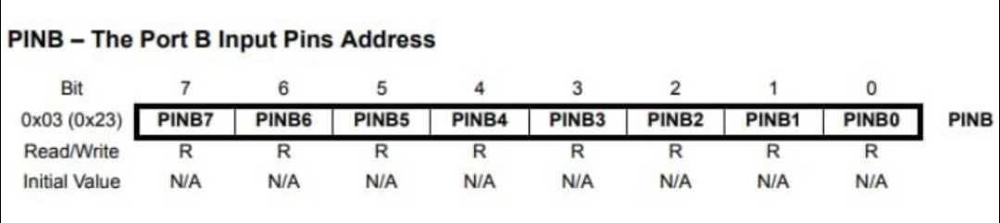 PINB – The Port B Input Pins Address
Bit 7 6 5 4 3 2 1 0
0x03 (0x23) PINB7 PINB6 PINB5 PINB4 PINB3 PINB2 PINB1 PINB0 PINB
Read/Write R R R R R R R R
Initial Value N/A N/A N/A N/A N/A N/A N/A N/A